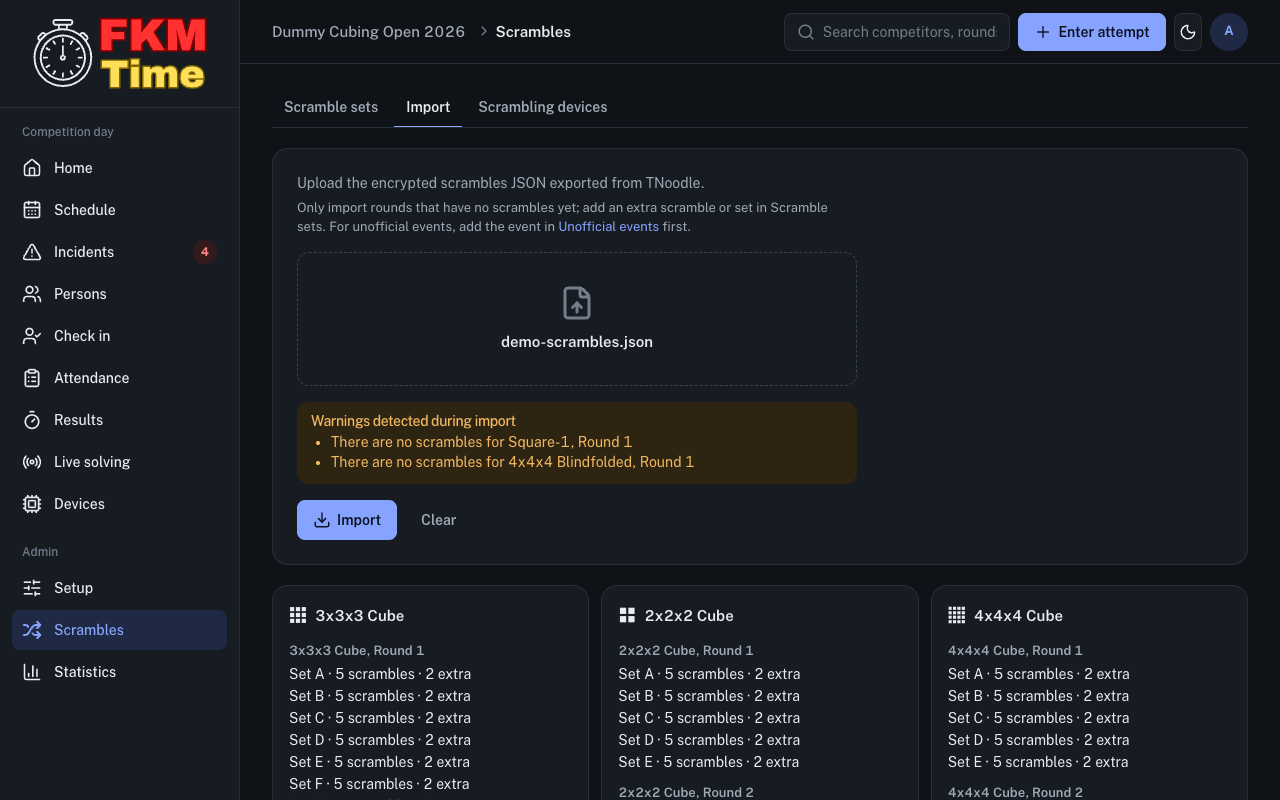 FKM
Time
Dummy Cubing Open 2026 > Scrambles
Search competitors, round
Enter attempt
A
Competition day
Home
Schedule
Incidents 4
Persons
Check in
Attendance
Results
Live solving
Devices
Admin
Setup
Scrambles
Statistics
Scramble sets Import Scrambling devices
Upload the encrypted scrambles JSON exported from TNoodle.
Only import rounds that have no scrambles yet; add an extra scramble or set in Scramble
sets. For unofficial events, add the event in Unofficial events first.
demo-scrambles.json
Warnings detected during import
• There are no scrambles for Square-1, Round 1
• There are no scrambles for 4x4x4 Blindfolded, Round 1
Import Clear
3x3x3 Cube
3x3x3 Cube, Round 1
Set A · 5 scrambles · 2 extra
Set B · 5 scrambles · 2 extra
Set C · 5 scrambles · 2 extra
Set D · 5 scrambles · 2 extra
Set E · 5 scrambles · 2 extra
Set F · 5 scrambles · 2 extra
2x2x2 Cube
2x2x2 Cube, Round 1
Set A · 5 scrambles · 2 extra
Set B · 5 scrambles · 2 extra
Set C · 5 scrambles · 2 extra
Set D · 5 scrambles · 2 extra
Set E · 5 scrambles · 2 extra
2x2x2 Cube, Round 2
4x4x4 Cube
4x4x4 Cube, Round 1
Set A · 5 scrambles · 2 extra
Set B · 5 scrambles · 2 extra
Set C · 5 scrambles · 2 extra
Set D · 5 scrambles · 2 extra
Set E · 5 scrambles · 2 extra
4x4x4 Cube, Round 2